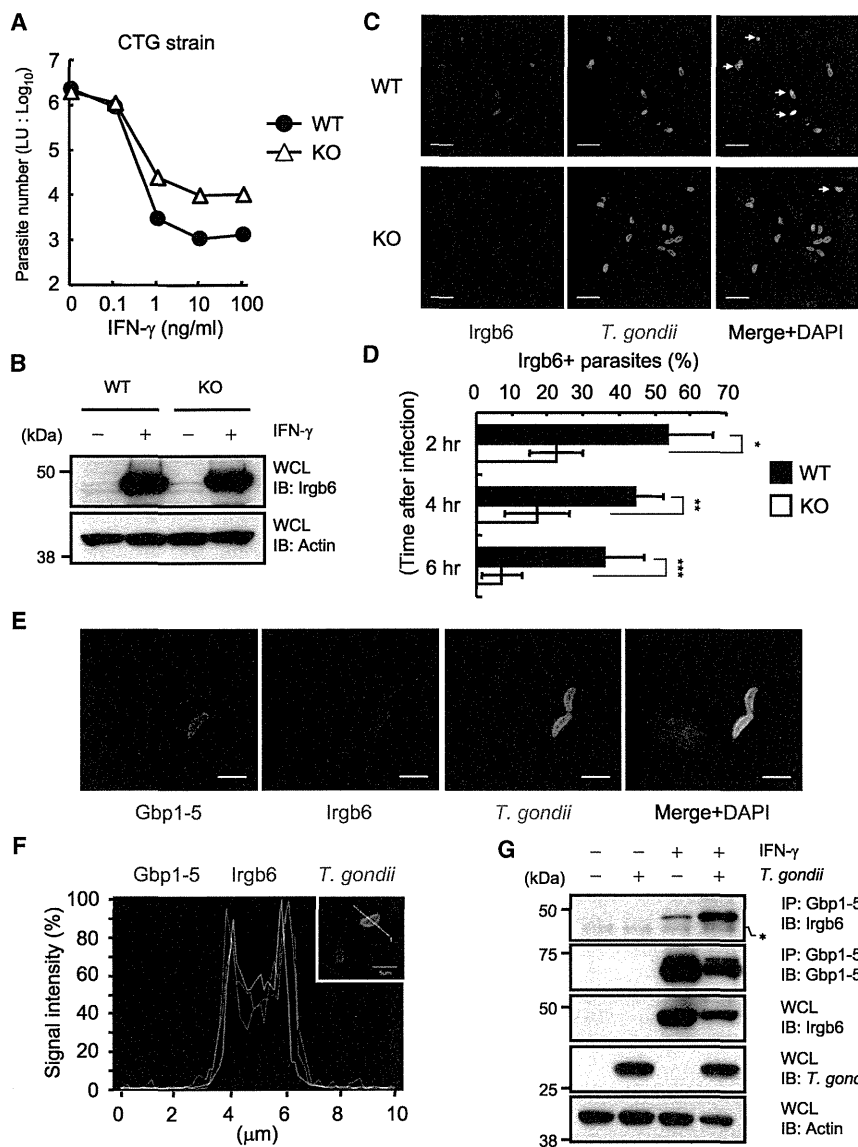 A
CTG strain
Parasite number (LU : Log10)
7
6
5
4
3
2
0
0.1
1
10
100
IFN-γ (ng/ml)
WT
KO
B
WT
KO
(kDa)
–
+
–
+
IFN-γ
50
WCL
IB: Irgb6
38
WCL
IB: Actin
C
WT
KO
Irgb6
T. gondii
Merge+DAPI
D
Irgb6+ parasites (%)
0
10
20
30
40
50
60
70
(Time after infection)
2 hr
4 hr
6 hr
*
**
***
WT
KO
E
Gbp1-5
Irgb6
T. gondii
Merge+DAPI
F
Gbp1-5
Irgb6
T. gondii
Signal intensity (%)
100
80
60
40
20
0
0
2
4
6
8
10
(μm)
5μm
G
–
–
+
+
IFN-γ
(kDa)
–
+
–
+
T. gondii
50
IP: Gbp1-5
IB: Irgb6
*
75
IP: Gbp1-5
IB: Gbp1-5
50
WCL
IB: Irgb6
25
WCL
IB: T. gond
38
WCL
IB: Actin